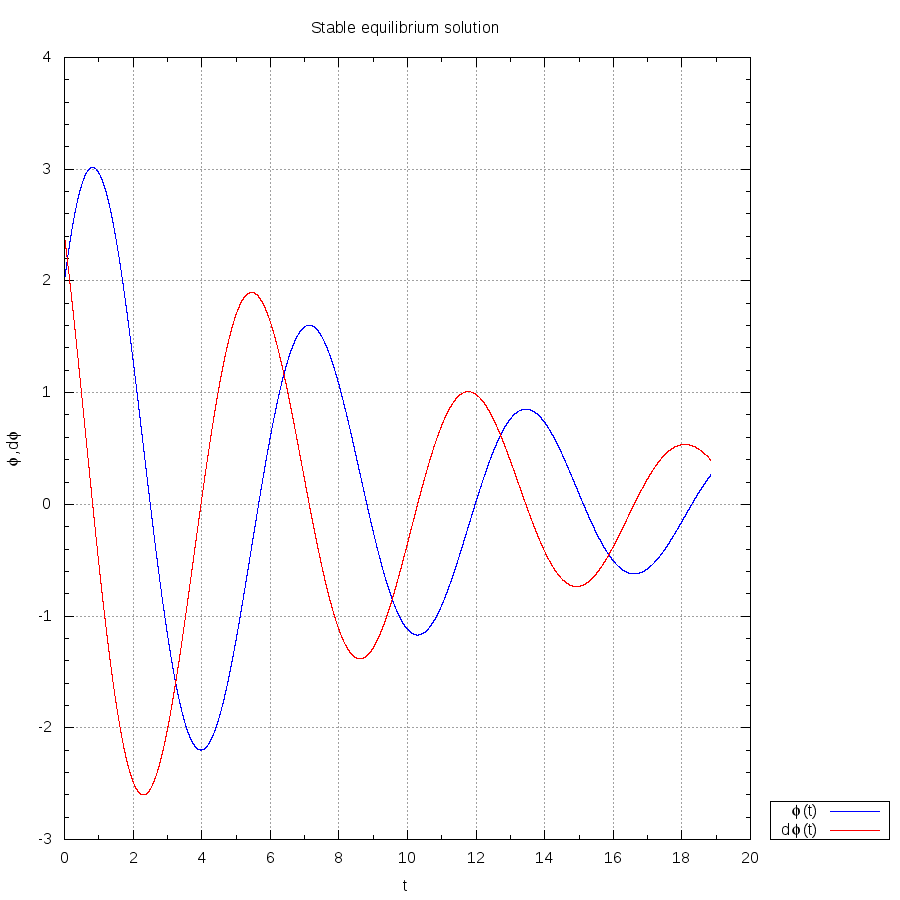 Stable equilibrium solution
4
3
2
1
0
-1
-2
-3
ϕ,dϕ
0 2 4 6 8 10 12 14 16 18 20
t
ϕ(t)
dϕ(t)